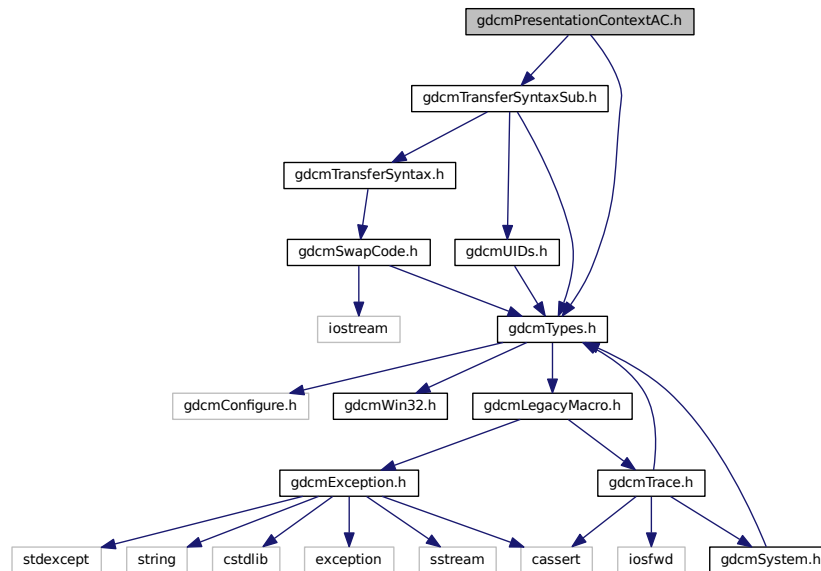 gdcmPresentationContextAC.h
gdcmTransferSyntaxSub.h
gdcmTransferSyntax.h
gdcmSwapCode.h
gdcmUIDs.h
iostream
gdcmTypes.h
gdcmConfigure.h
gdcmWin32.h
gdcmLegacyMacro.h
gdcmException.h
gdcmTrace.h
stdexcept
string
cstdlib
exception
sstream
cassert
iosfwd
gdcmSystem.h